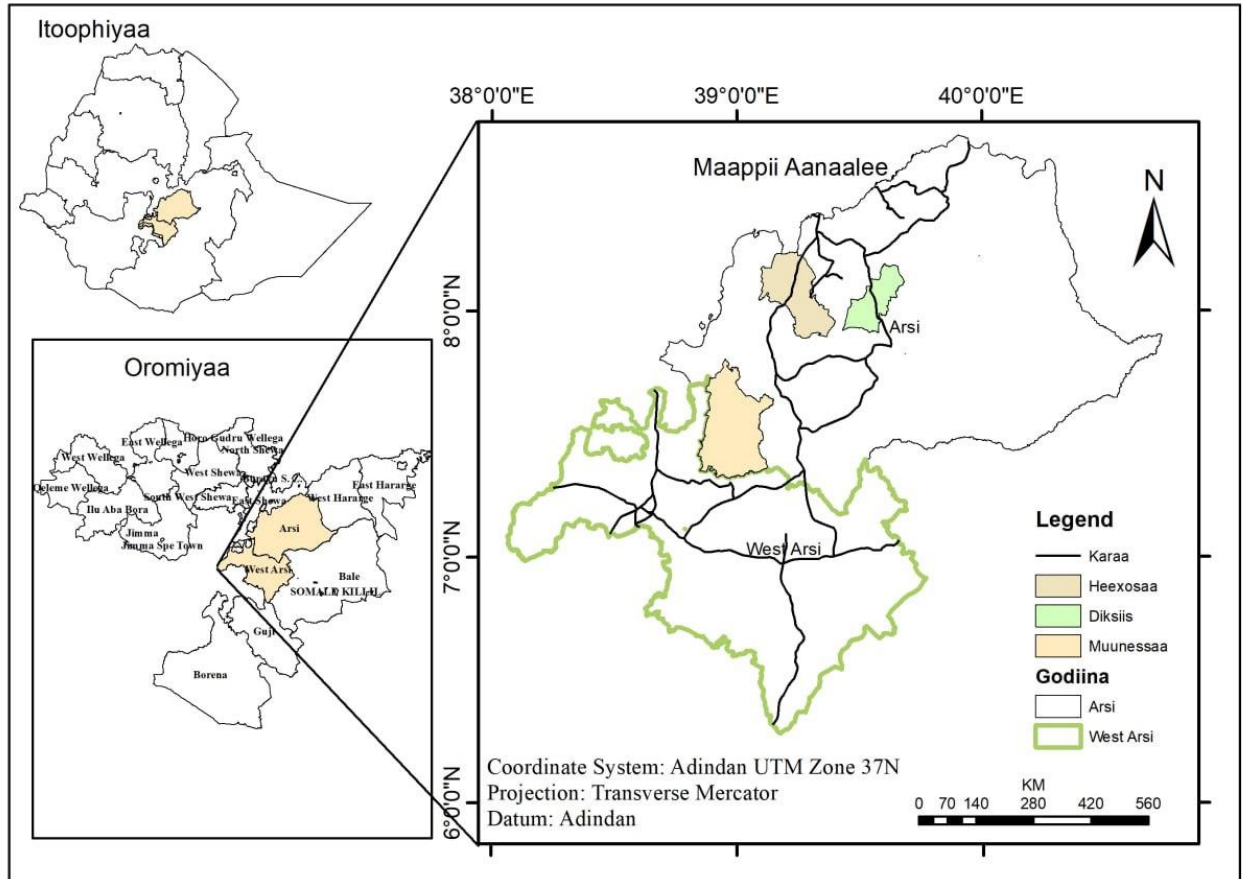 Itoophiyaa
Oromiyaa
East Wellega
Horo Gudru Wellega
North Shewa
West Wellega
West Shewa
Qeleme Wellega
South West Shewa
East Shewa
West Hararge
East Hararge
Ilu Aba Bora
Jimma
Jimma Spe Town
Arsi
West Arsi
Bale
SOMALE KILLIL
Guji
Borena
38°0'0"E
39°0'0"E
40°0'0"E
Maappii Aanaalee
N
8°0'0"N
7°0'0"N
6°0'0"N
Arsi
West Arsi
Legend
Karaa
Heexosaa
Diksiis
Muunessaa
Godiina
Arsi
West Arsi
Coordinate System: Adindan UTM Zone 37N
Projection: Transverse Mercator
Datum: Adindan
KM
0 70 140 280 420 560